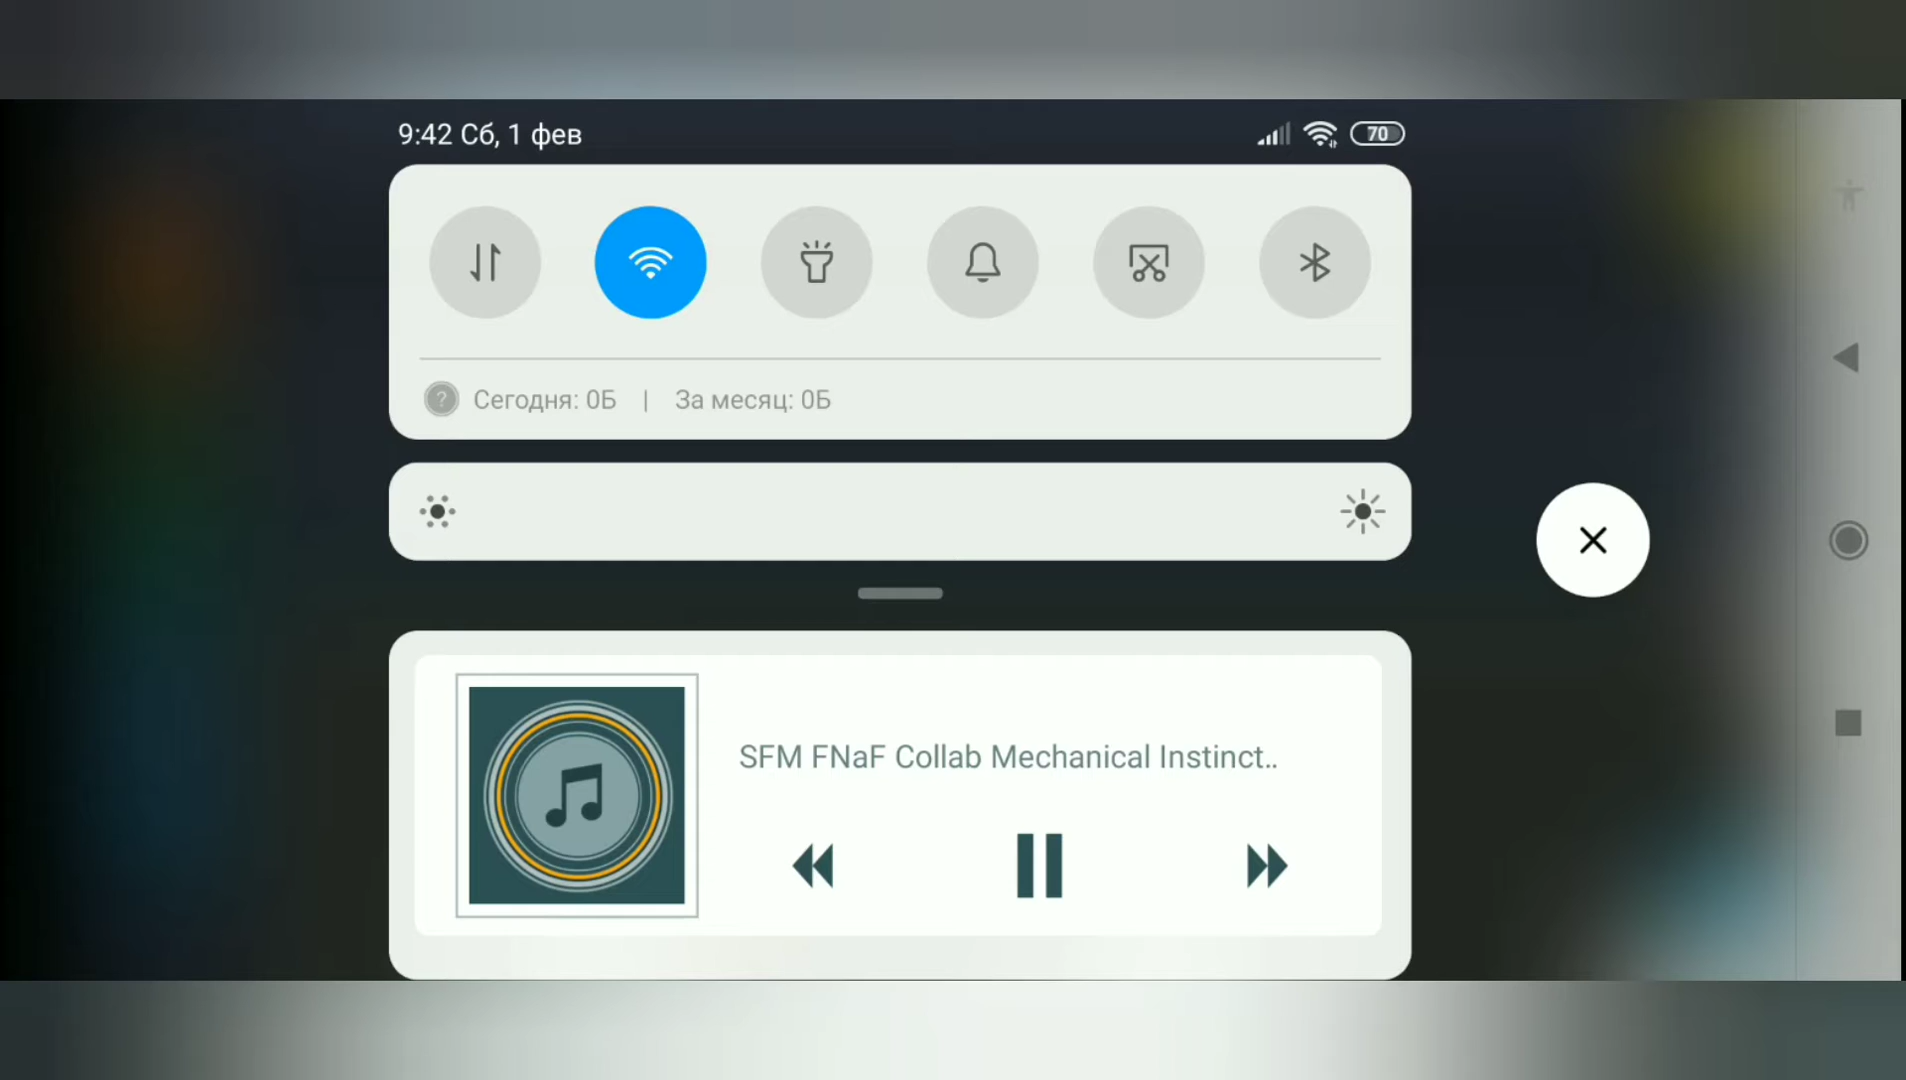 9:42 Сб, 1 фев
70
? Сегодня: 0Б | За месяц: 0Б
SFM FNaF Collab Mechanical Instinct..